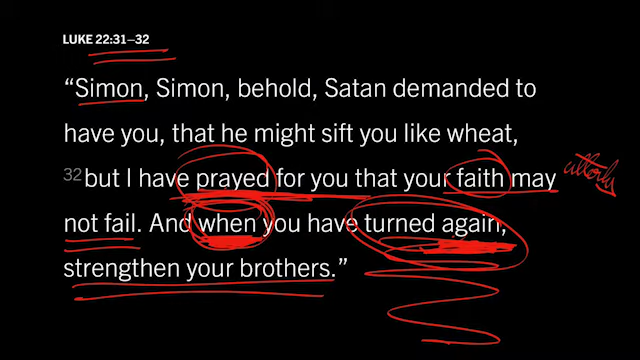 LUKE 22:31–32
“Simon, Simon, behold, Satan demanded to
have you, that he might sift you like wheat,
32 but I have prayed for you that your faith may utterly
not fail. And when you have turned again,
strengthen your brothers.”